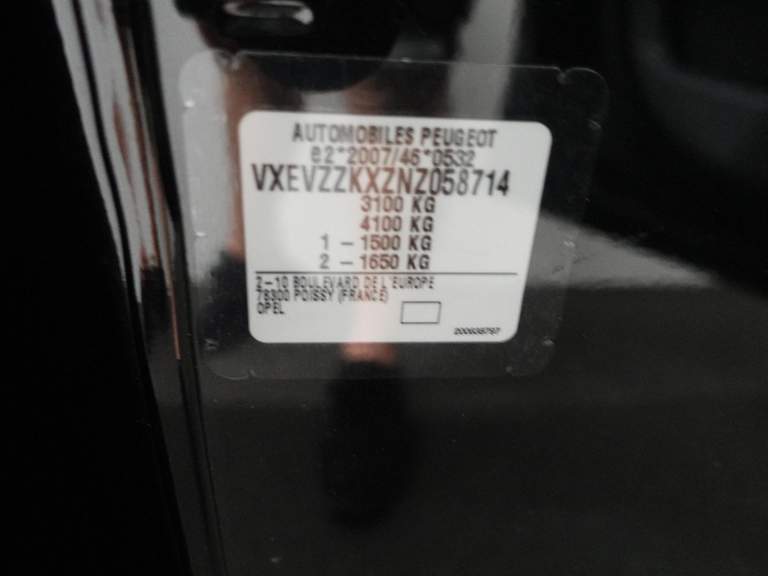 AUTOMOBILES PEUGEOT
e2*2007/46*0532
VXEVZZKXZNZ058714
3100 KG
4100 KG
1 - 1500 KG
2 - 1650 KG
2-10 BOULEVARD DE L'EUROPE
78300 POISSY (FRANCE)
OPEL